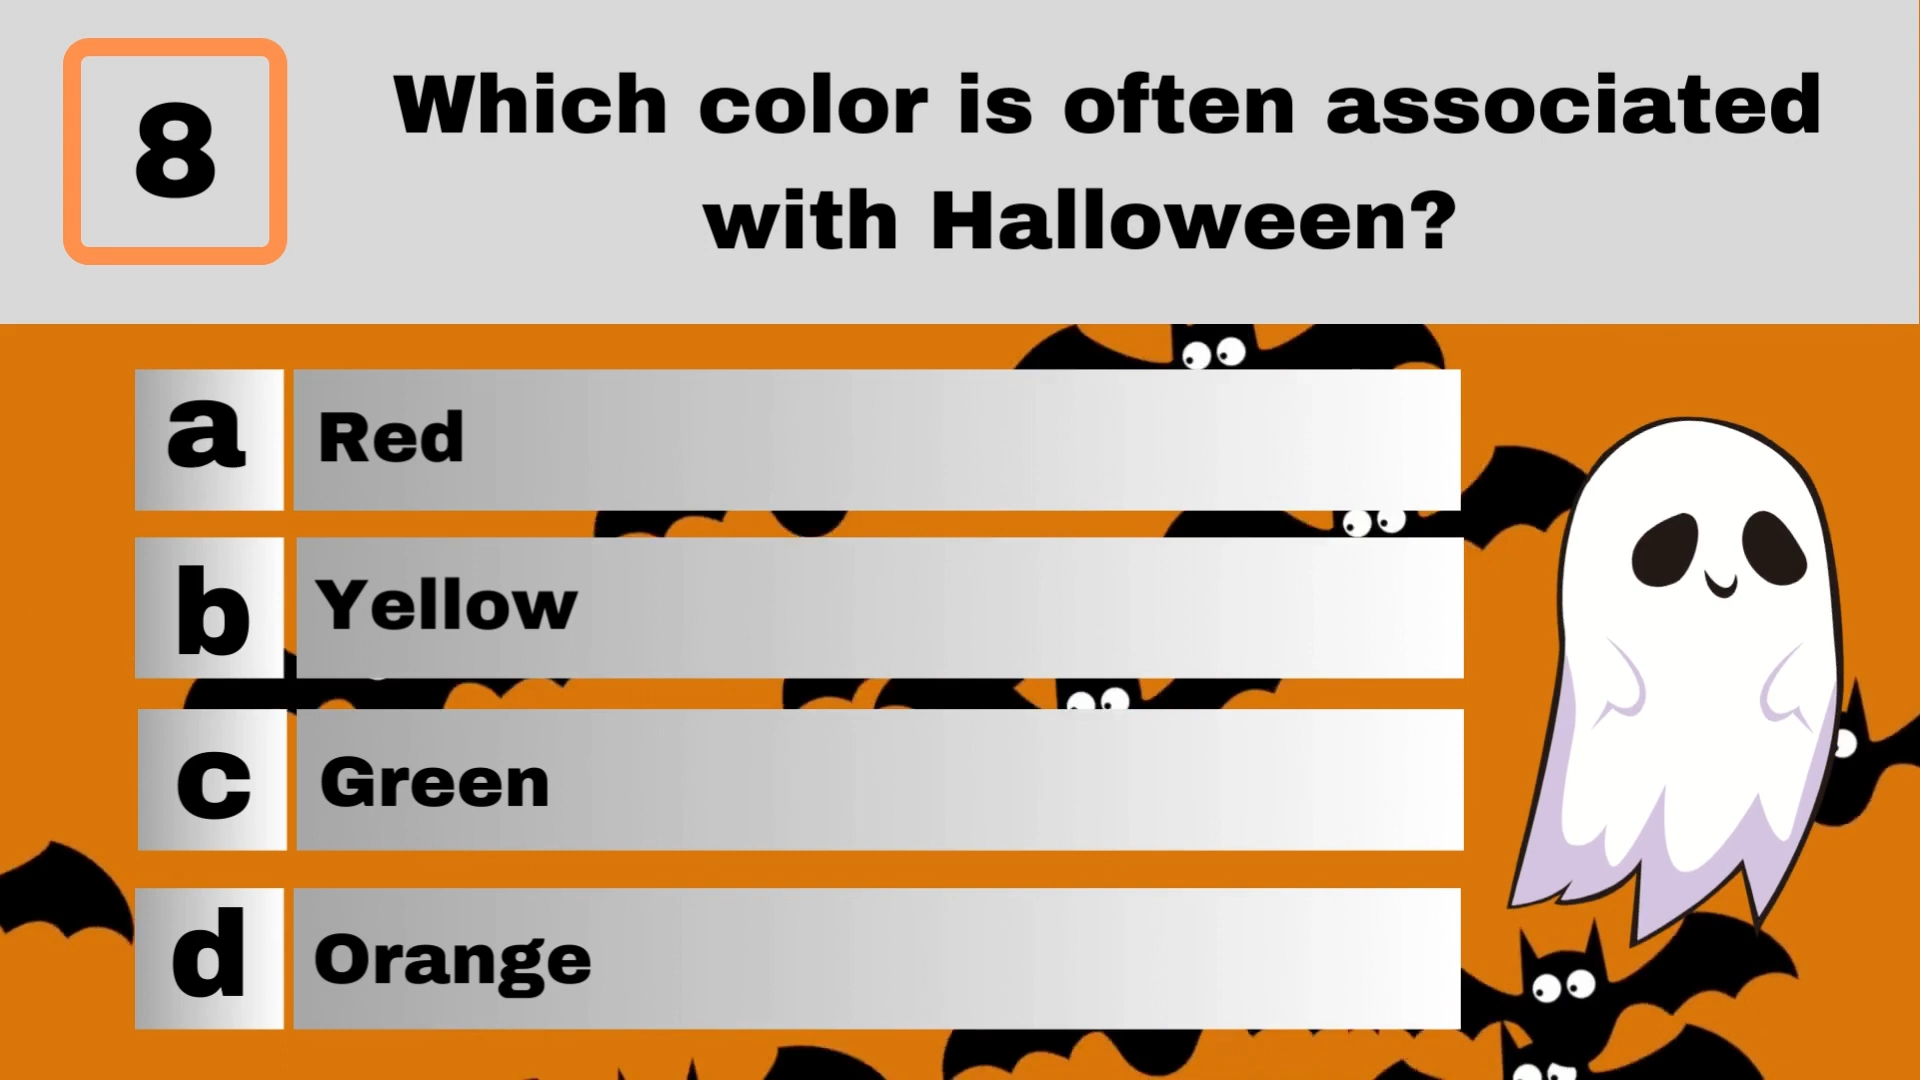 8
Which color is often associated
with Halloween?
a Red
b Yellow
c Green
d Orange